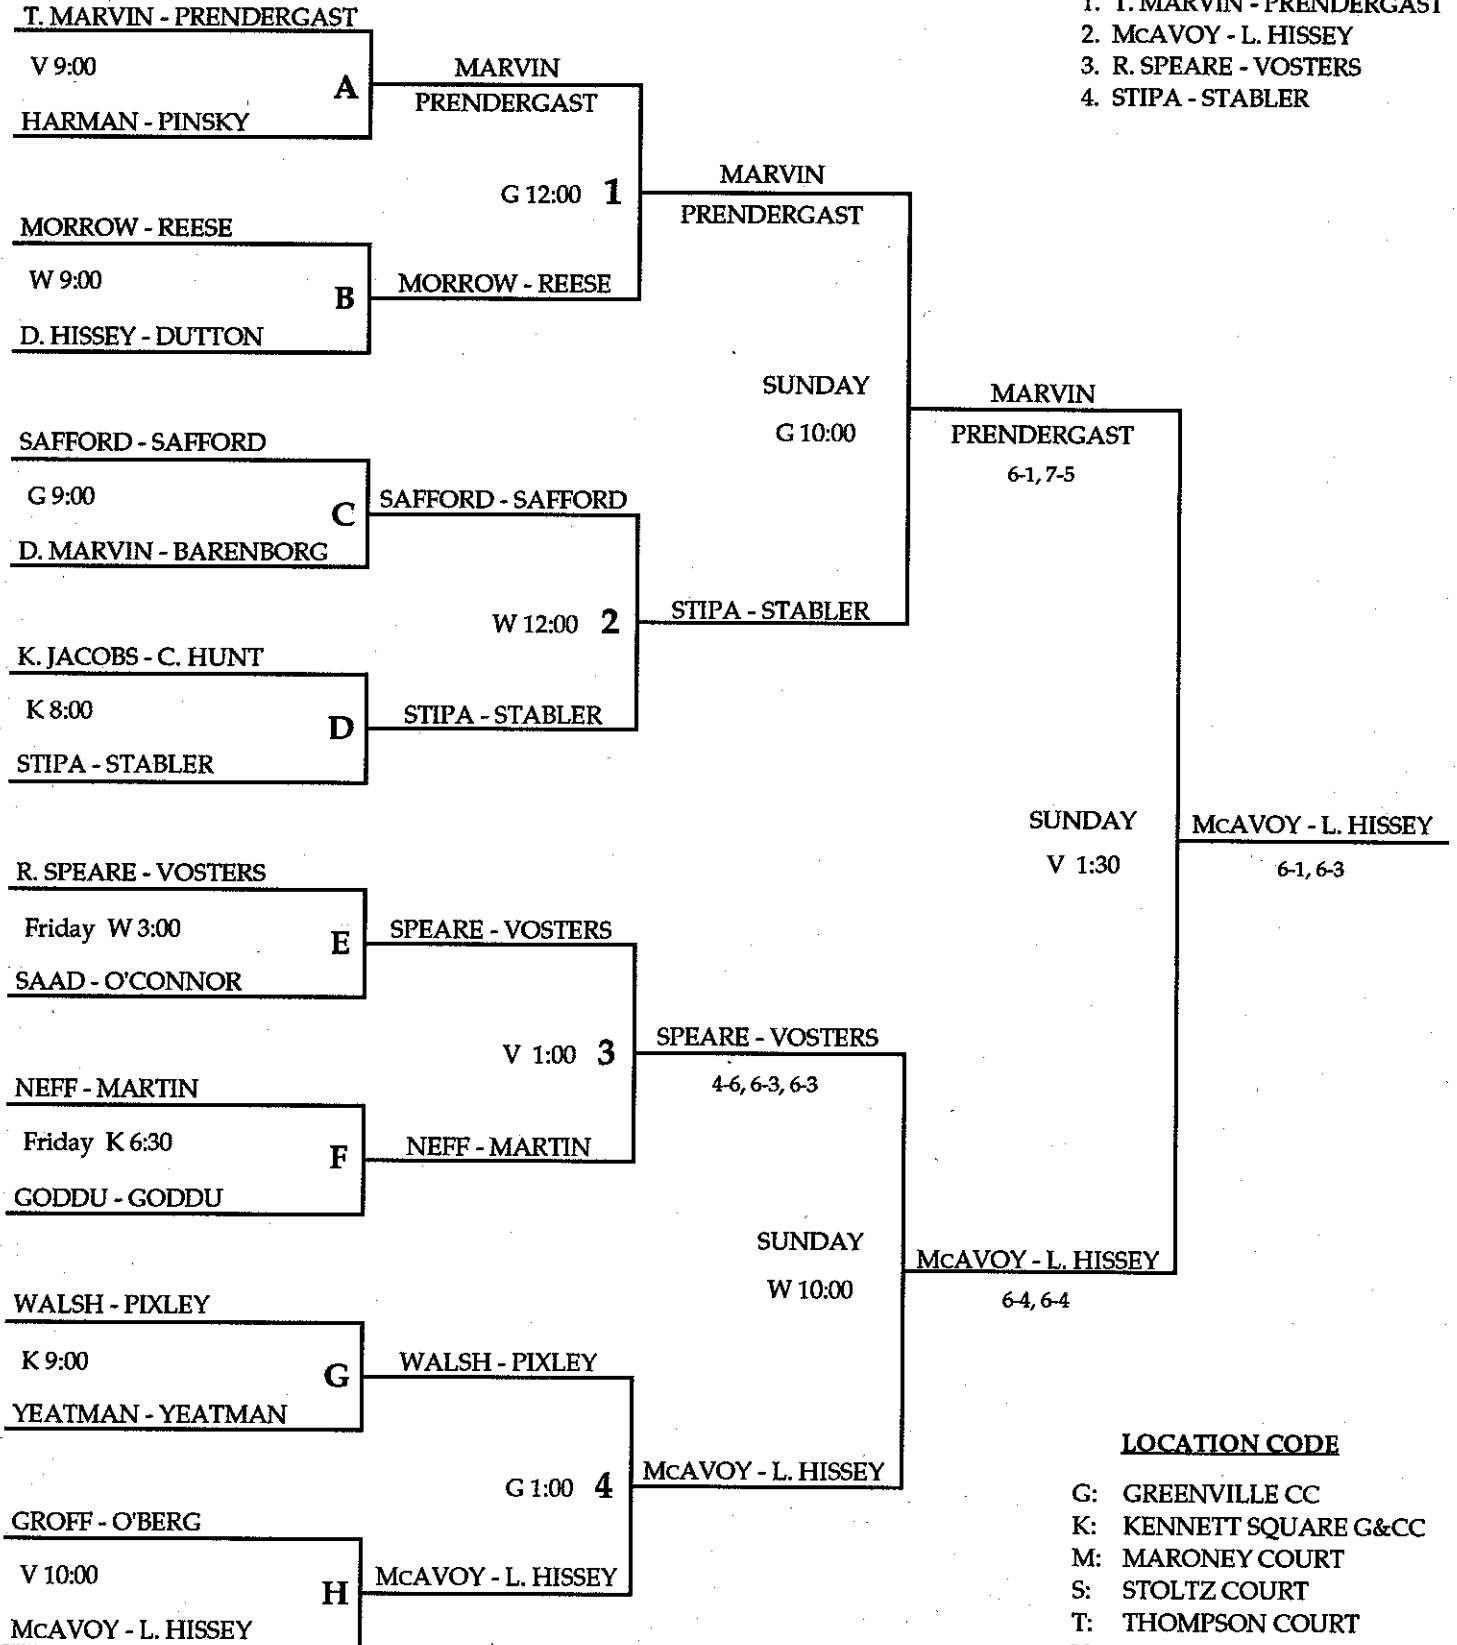 T. MARVIN - PRENDERGAST
V 9:00
A
HARMAN - PINSKY
MARVIN
PRENDERGAST
G 12:00 1
MORROW - REESE
W 9:00
B
D. HISSEY - DUTTON
MORROW - REESE
MARVIN
PRENDERGAST
SAFFORD - SAFFORD
G 9:00
C
D. MARVIN - BARENBORG
SAFFORD - SAFFORD
W 12:00 2
K. JACOBS - C. HUNT
K 8:00
D
STIPA - STABLER
STIPA - STABLER
STIPA - STABLER
SUNDAY
G 10:00
MARVIN
PRENDERGAST
6-1, 7-5
R. SPEARE - VOSTERS
Friday W 3:00
E
SAAD - O'CONNOR
SPEARE - VOSTERS
V 1:00 3
NEFF - MARTIN
Friday K 6:30
F
GODDU - GODDU
NEFF - MARTIN
SPEARE - VOSTERS
4-6, 6-3, 6-3
WALSH - PIXLEY
K 9:00
G
YEATMAN - YEATMAN
WALSH - PIXLEY
G 1:00 4
GROFF - O'BERG
V 10:00
H
McAVOY - L. HISSEY
McAVOY - L. HISSEY
McAVOY - L. HISSEY
SUNDAY
W 10:00
McAVOY - L. HISSEY
6-4, 6-4
SUNDAY
V 1:30
McAVOY - L. HISSEY
6-1, 6-3
1. T. MARVIN - PRENDERGAST
2. McAVOY - L. HISSEY
3. R. SPEARE - VOSTERS
4. STIPA - STABLER
LOCATION CODE
G: GREENVILLE CC
K: KENNETT SQUARE G&CC
M: MARONEY COURT
S: STOLTZ COURT
T: THOMPSON COURT